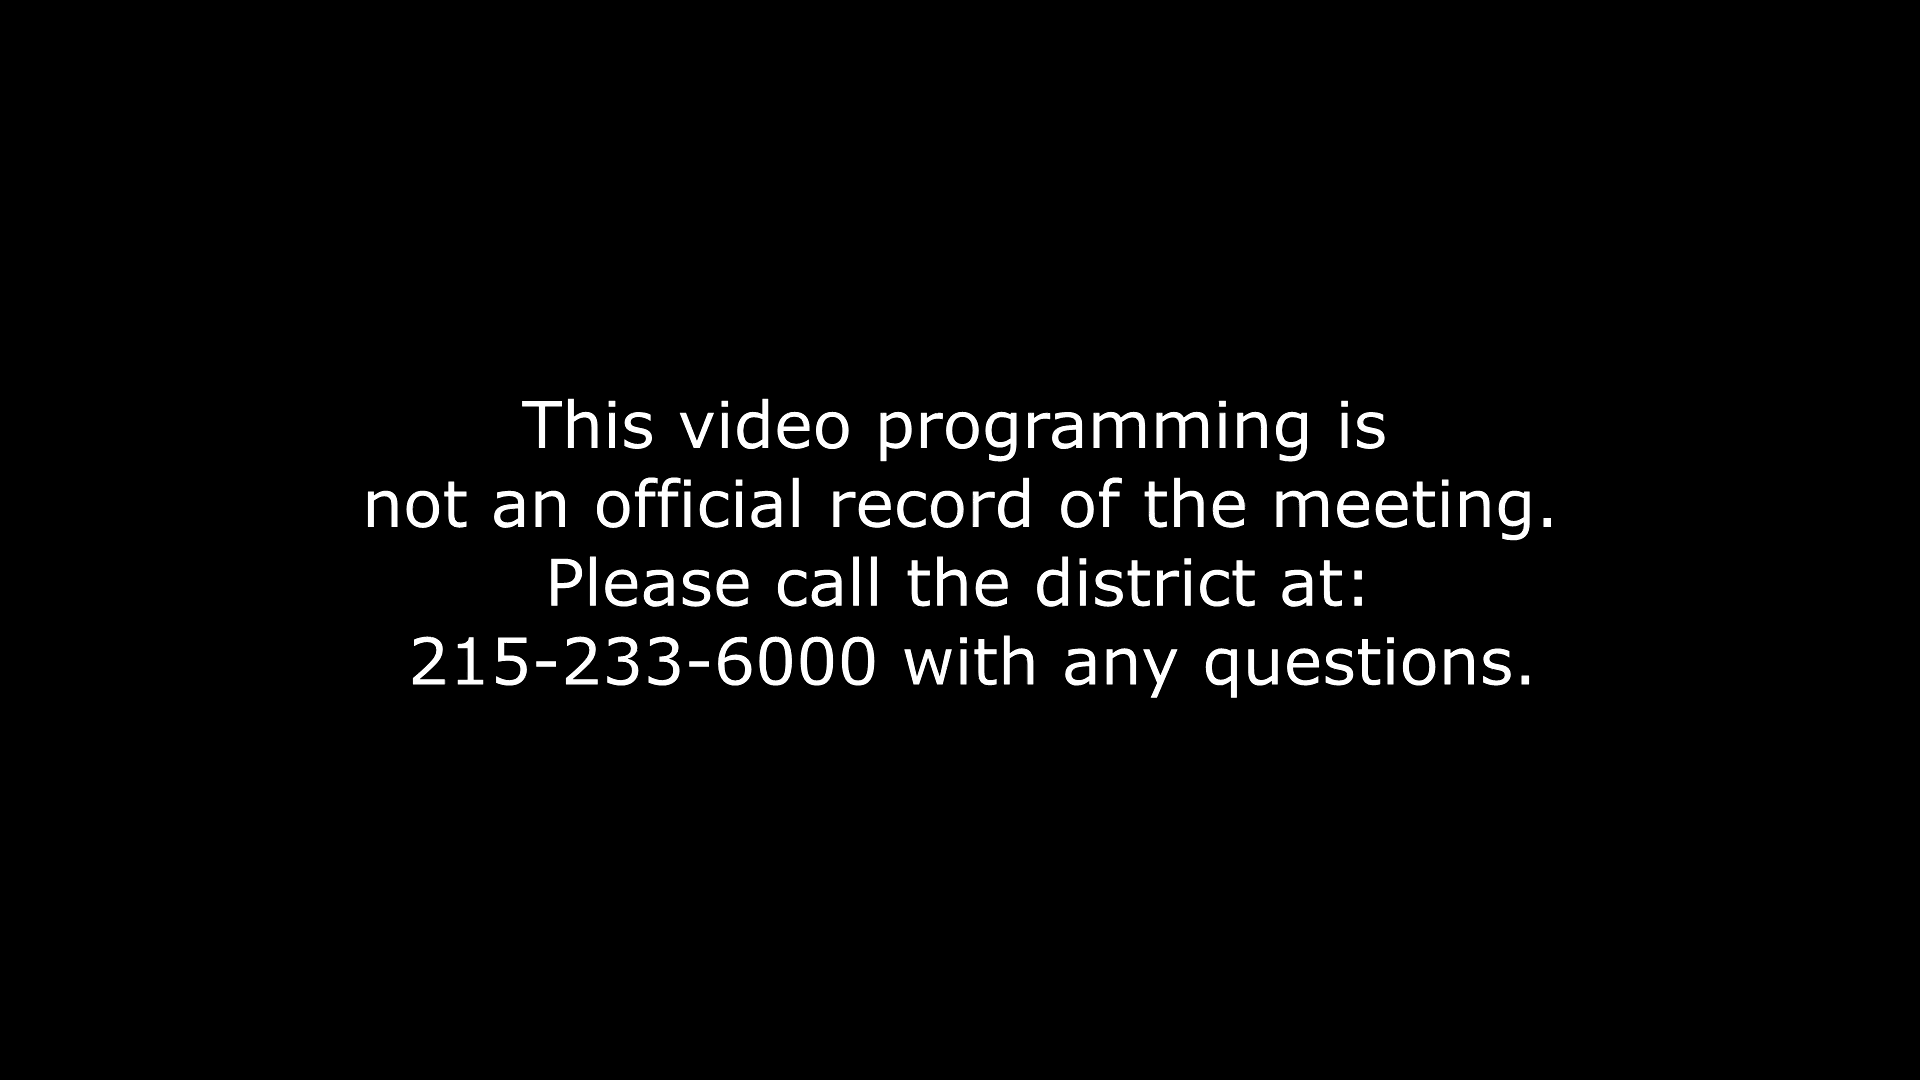 This video programming is
not an official record of the meeting.
Please call the district at:
215-233-6000 with any questions.